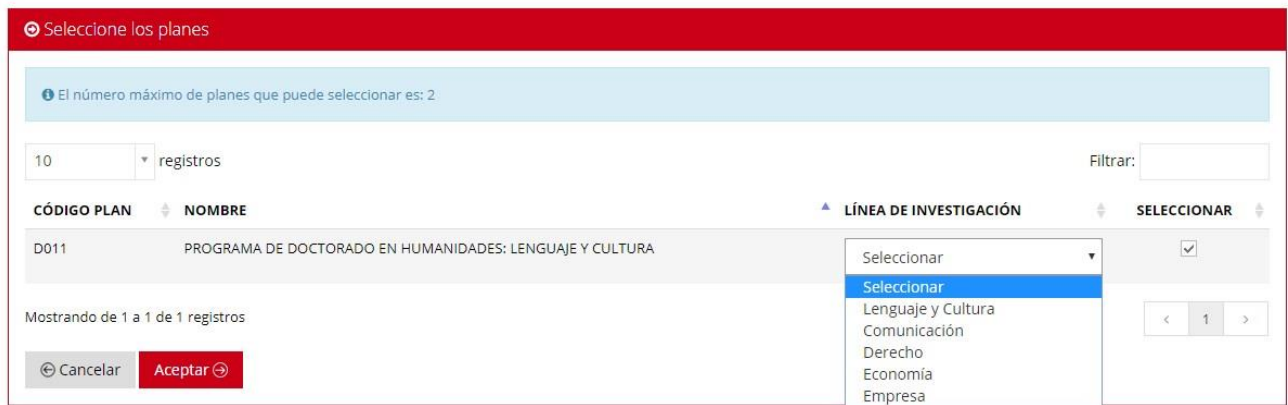 Seleccione los planes
El número máximo de planes que puede seleccionar es: 2
10 registros Filtrar:
CÓDIGO PLAN NOMBRE LÍNEA DE INVESTIGACIÓN SELECCIONAR
D011 PROGRAMA DE DOCTORADO EN HUMANIDADES: LENGUAJE Y CULTURA Seleccionar
Seleccionar
Lenguaje y Cultura
Comunicación
Derecho
Economía
Empresa
Mostrando de 1 a 1 de 1 registros < 1 >
Cancelar Aceptar